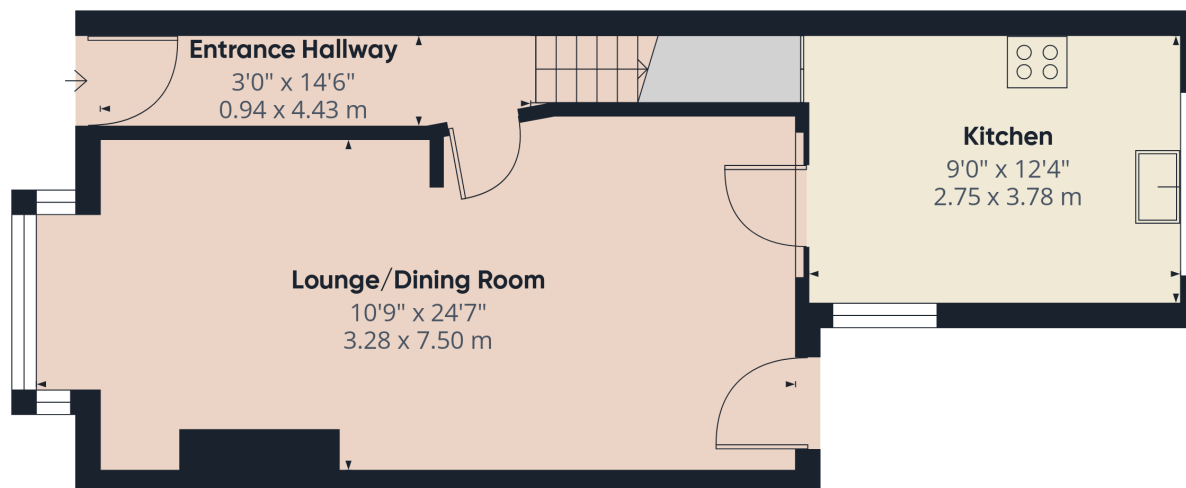 Entrance Hallway
3'0" x 14'6"
0.94 x 4.43 m
Kitchen
9'0" x 12'4"
2.75 x 3.78 m
Lounge/Dining Room
10'9" x 24'7"
3.28 x 7.50 m